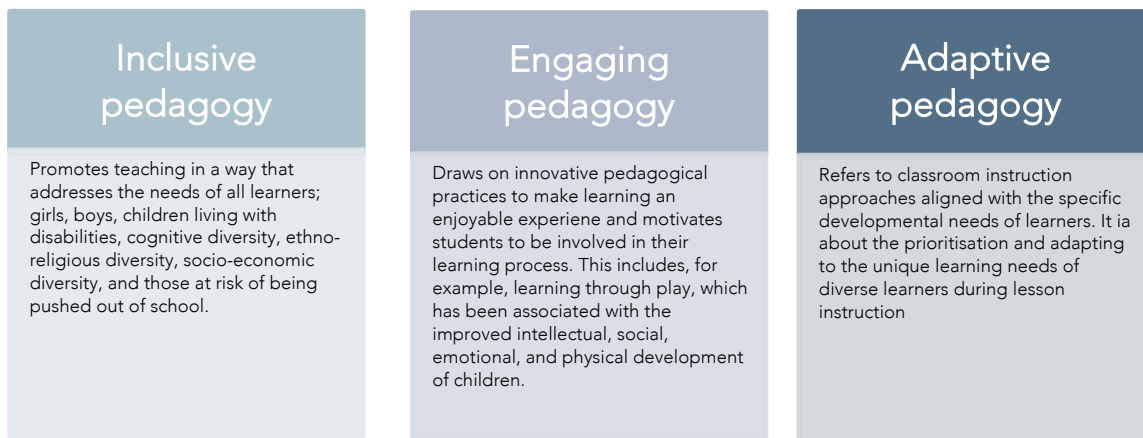 Inclusive
pedagogy
Promotes teaching in a way that
addresses the needs of all learners;
girls, boys, children living with
disabilities, cognitive diversity, ethno-
religious diversity, socio-economic
diversity, and those at risk of being
pushed out of school.
Engaging
pedagogy
Draws on innovative pedagogical
practices to make learning an
enjoyable experiene and motivates
students to be involved in their
learning process. This includes, for
example, learning through play, which
has been associated with the
improved intellectual, social,
emotional, and physical development
of children.
Adaptive
pedagogy
Refers to classroom instruction
approaches aligned with the specific
developmental needs of learners. It ia
about the prioritisation and adapting
to the unique learning needs of
diverse learners during lesson
instruction